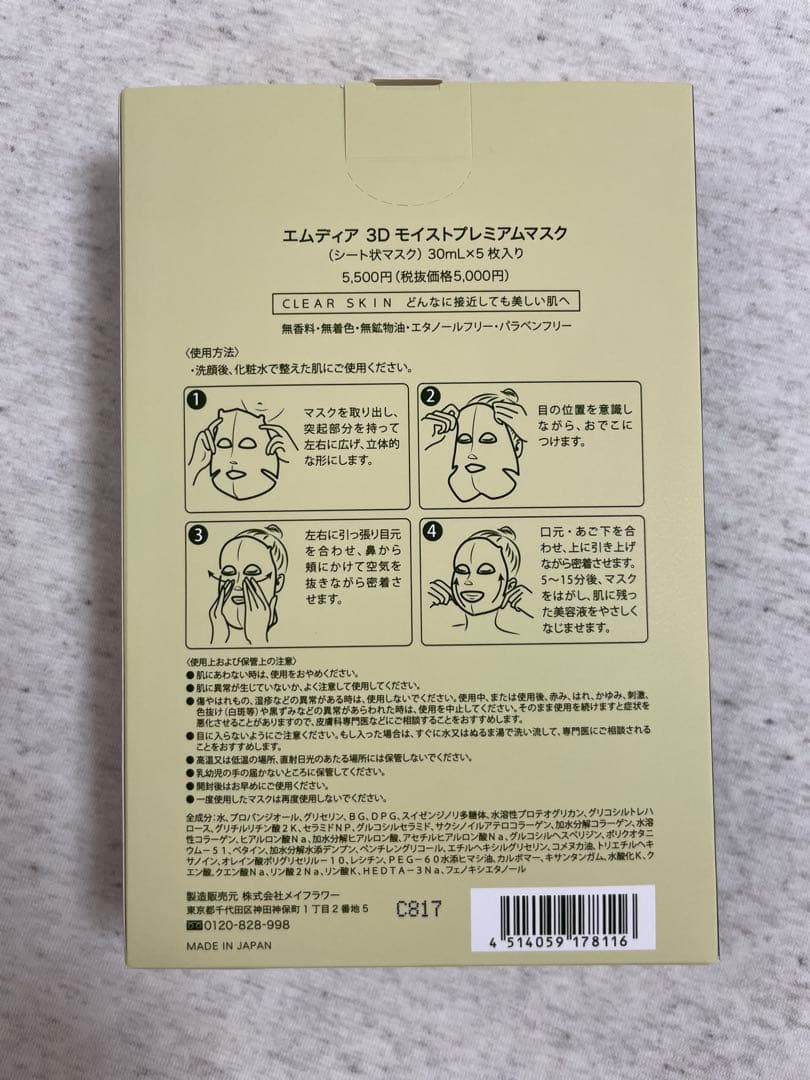 エムディア 3D モイストプレミアムマスク
（シート状マスク） 30mL×5枚入り
5,500円（税抜価格5,000円）
CLEAR SKIN どんなに接近しても美しい肌へ
無香料・無着色・無鉱物油・エタノールフリー・パラベンフリー
〈使用方法〉
・洗顔後、化粧水で整えた肌にご使用ください。
1
マスクを取り出し、
突起部分を持って
左右に広げ、立体的
な形にします。
2
目の位置を意識し
ながら、おでこに
つけます。
3
左右に引っ張り目元
を合わせ、鼻から
頬にかけて空気を
抜きながら密着さ
せます。
4
口元・あご下を合
わせ、上に引き上げ
ながら密着させます。
5〜15分後、マスク
をはがし、肌に残っ
た美容液をやさしく
なじませます。
〈使用上および保管上の注意〉
●肌にあわない時は、使用をおやめください。
●肌に異常が生じていないか、よく注意して使用してください。
●傷やはれもの、湿疹などの異常がある時は、使用しないでください。使用中、または使用後、赤み、はれ、かゆみ、刺激、
色抜け（白斑等）や黒ずみなどの異常があらわれた時は、使用を中止してください。そのまま使用を続けますと症状を
悪化させることがありますので、皮膚科専門医などにご相談することをおすすめします。
●目に入らないようにご注意ください。もし入った場合は、すぐに水又はぬるま湯で洗い流して、専門医にご相談される
ことをおすすめします。
●高温又は低温の場所、直射日光のあたる場所には保管しないでください。
●乳幼児の手の届かないところに保管してください。
●開封後はお早めにご使用ください。
●一度使用したマスクは再度使用しないでください。
全成分：水、プロパンジオール、グリセリン、BG、DPG、スイゼンジノリ多糖体、水溶性プロテオグリカン、グリコシルトレハ
ロース、グリチルリチン酸2K、セラミドNP、グルコシルセラミド、サクシノイルアテロコラーゲン、加水分解コラーゲン、水溶
性コラーゲン、ヒアルロン酸Na、加水分解ヒアルロン酸、アセチルヒアルロン酸Na、グルコシルヘスペリジン、ポリクオタニ
ウム－51、ベタイン、加水分解水添デンプン、ペンチレングリコール、エチルヘキシルグリセリン、コメヌカ油、トリエチルヘキ
サノイン、オレイン酸ポリグリセリル－10、レシチン、PEG－60水添ヒマシ油、カルボマー、キサンタンガム、水酸化K、ク
エン酸、クエン酸Na、リン酸2Na、リン酸K、HEDTA－3Na、フェノキシエタノール
製造販売元 株式会社メイフラワー
東京都千代田区神田神保町1丁目2番地5
0120-828-998
MADE IN JAPAN
C817
4 514059 178116